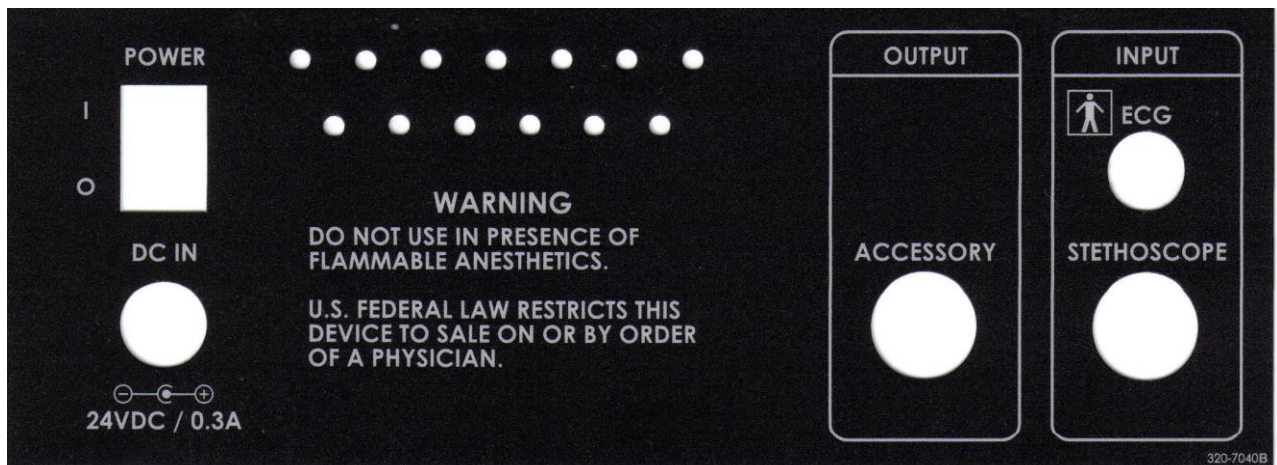 POWER
I
O
DC IN
24VDC / 0.3A
WARNING
DO NOT USE IN PRESENCE OF
FLAMMABLE ANESTHETICS.
U.S. FEDERAL LAW RESTRICTS THIS
DEVICE TO SALE ON OR BY ORDER
OF A PHYSICIAN.
OUTPUT
ACCESSORY
INPUT
ECG
STETHOSCOPE
320-7040B